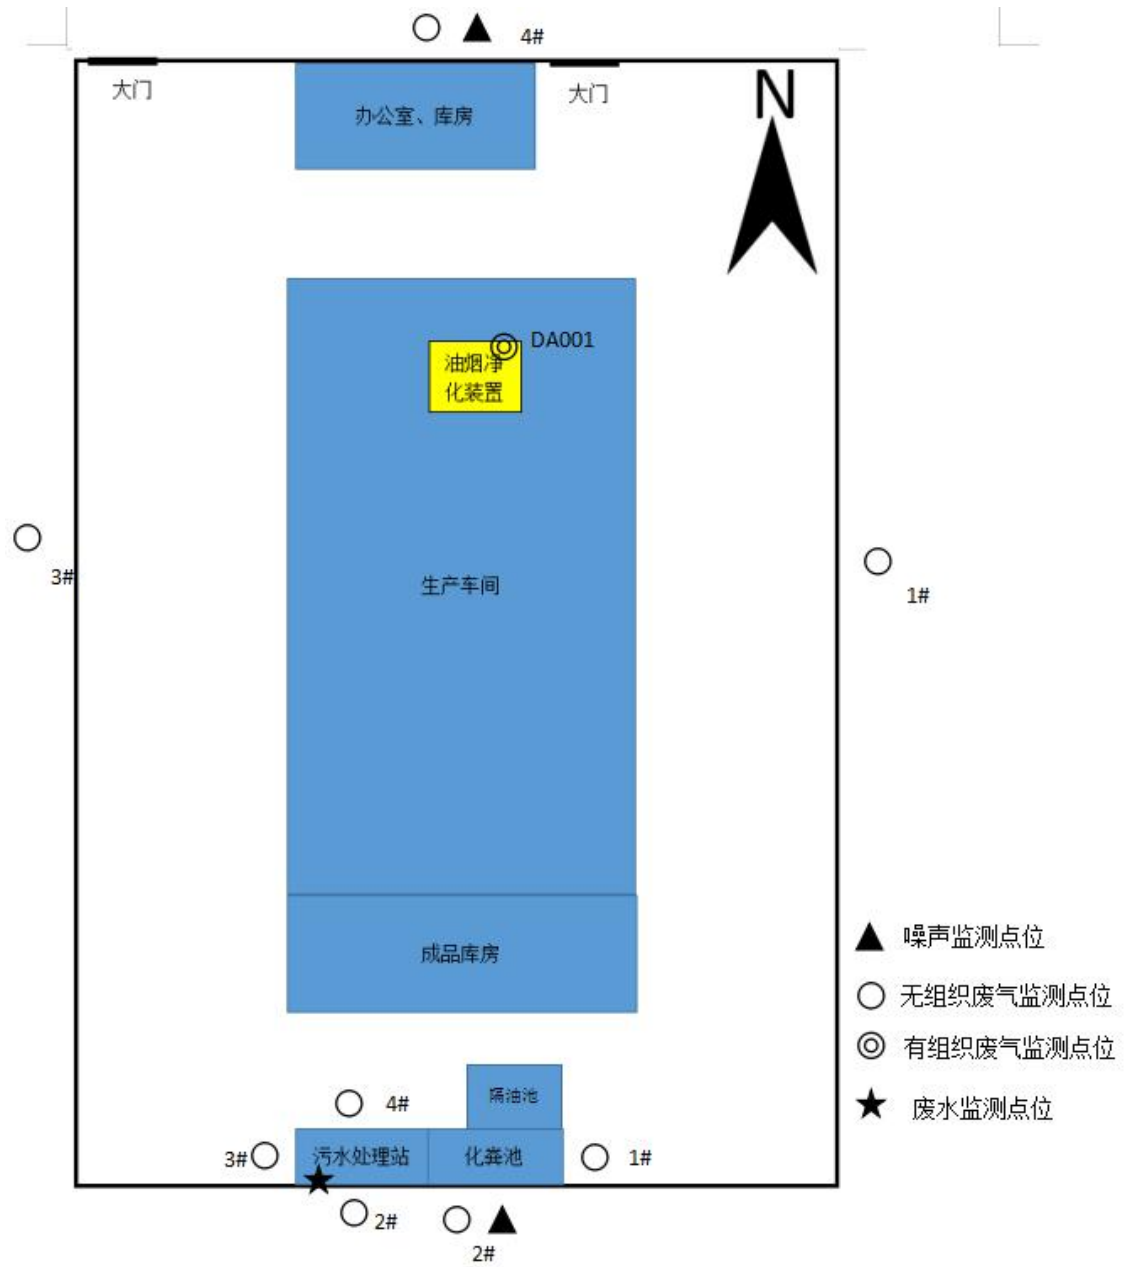 4#
大门
大门
N
办公室、库房
DA001
油烟净
化装置
3#
生产车间
1#
成品库房
噪声监测点位
无组织废气监测点位
有组织废气监测点位
废水监测点位
隔油池
4#
3#
污水处理站
化粪池
1#
2#
2#